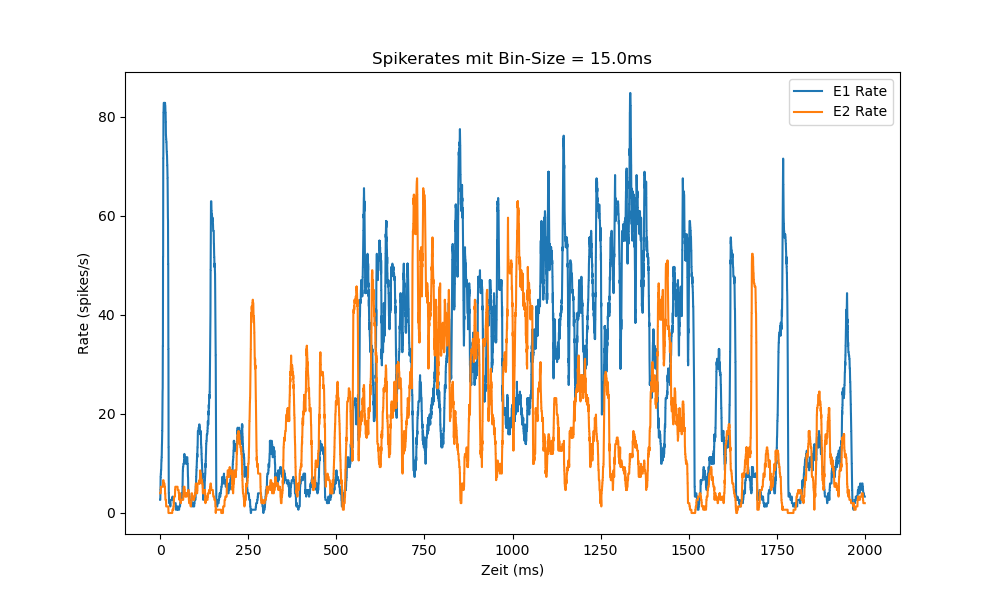 Spikerates mit Bin-Size = 15.0ms
E1 Rate
E2 Rate
80
60
40
20
0
Rate (spikes/s)
0 250 500 750 1000 1250 1500 1750 2000
Zeit (ms)